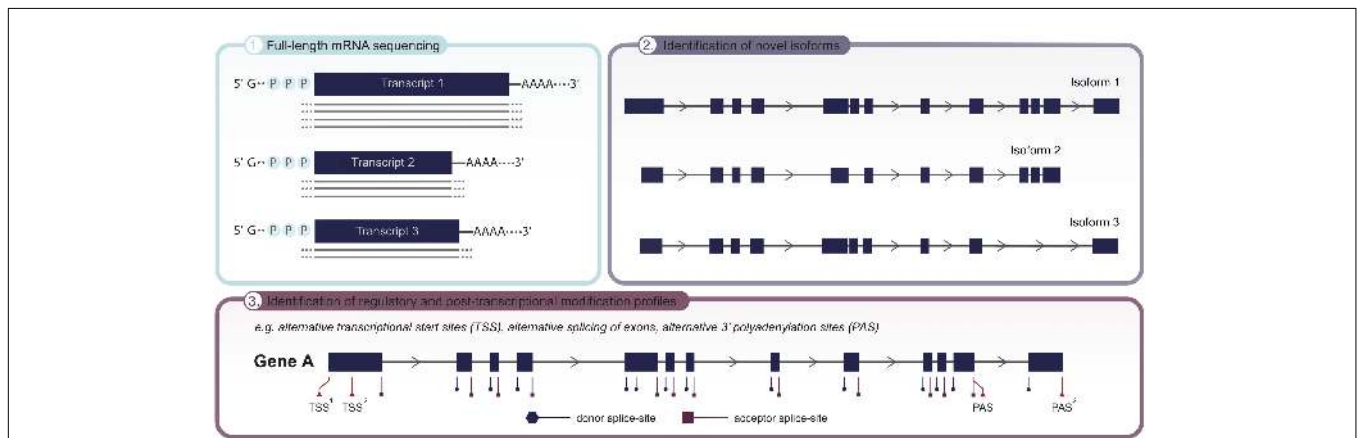 1. Full-length mRNA sequencing
5' G-- P P P Transcript 1 —AAAA----3'
5' G-- P P P Transcript 2 —AAAA----3'
5' G-- P P P Transcript 3 —AAAA----3'
2. Identification of novel isoforms
Isoform 1
Isoform 2
Isoform 3
3. Identification of regulatory and post-transcriptional modification profiles
e.g. alternative transcriptional start sites (TSS), alternative splicing of exons, alternative 3' polyadenylation sites (PAS)
Gene A
TSS¹ TSS² PAS PAS²
donor splice-site acceptor splice-site